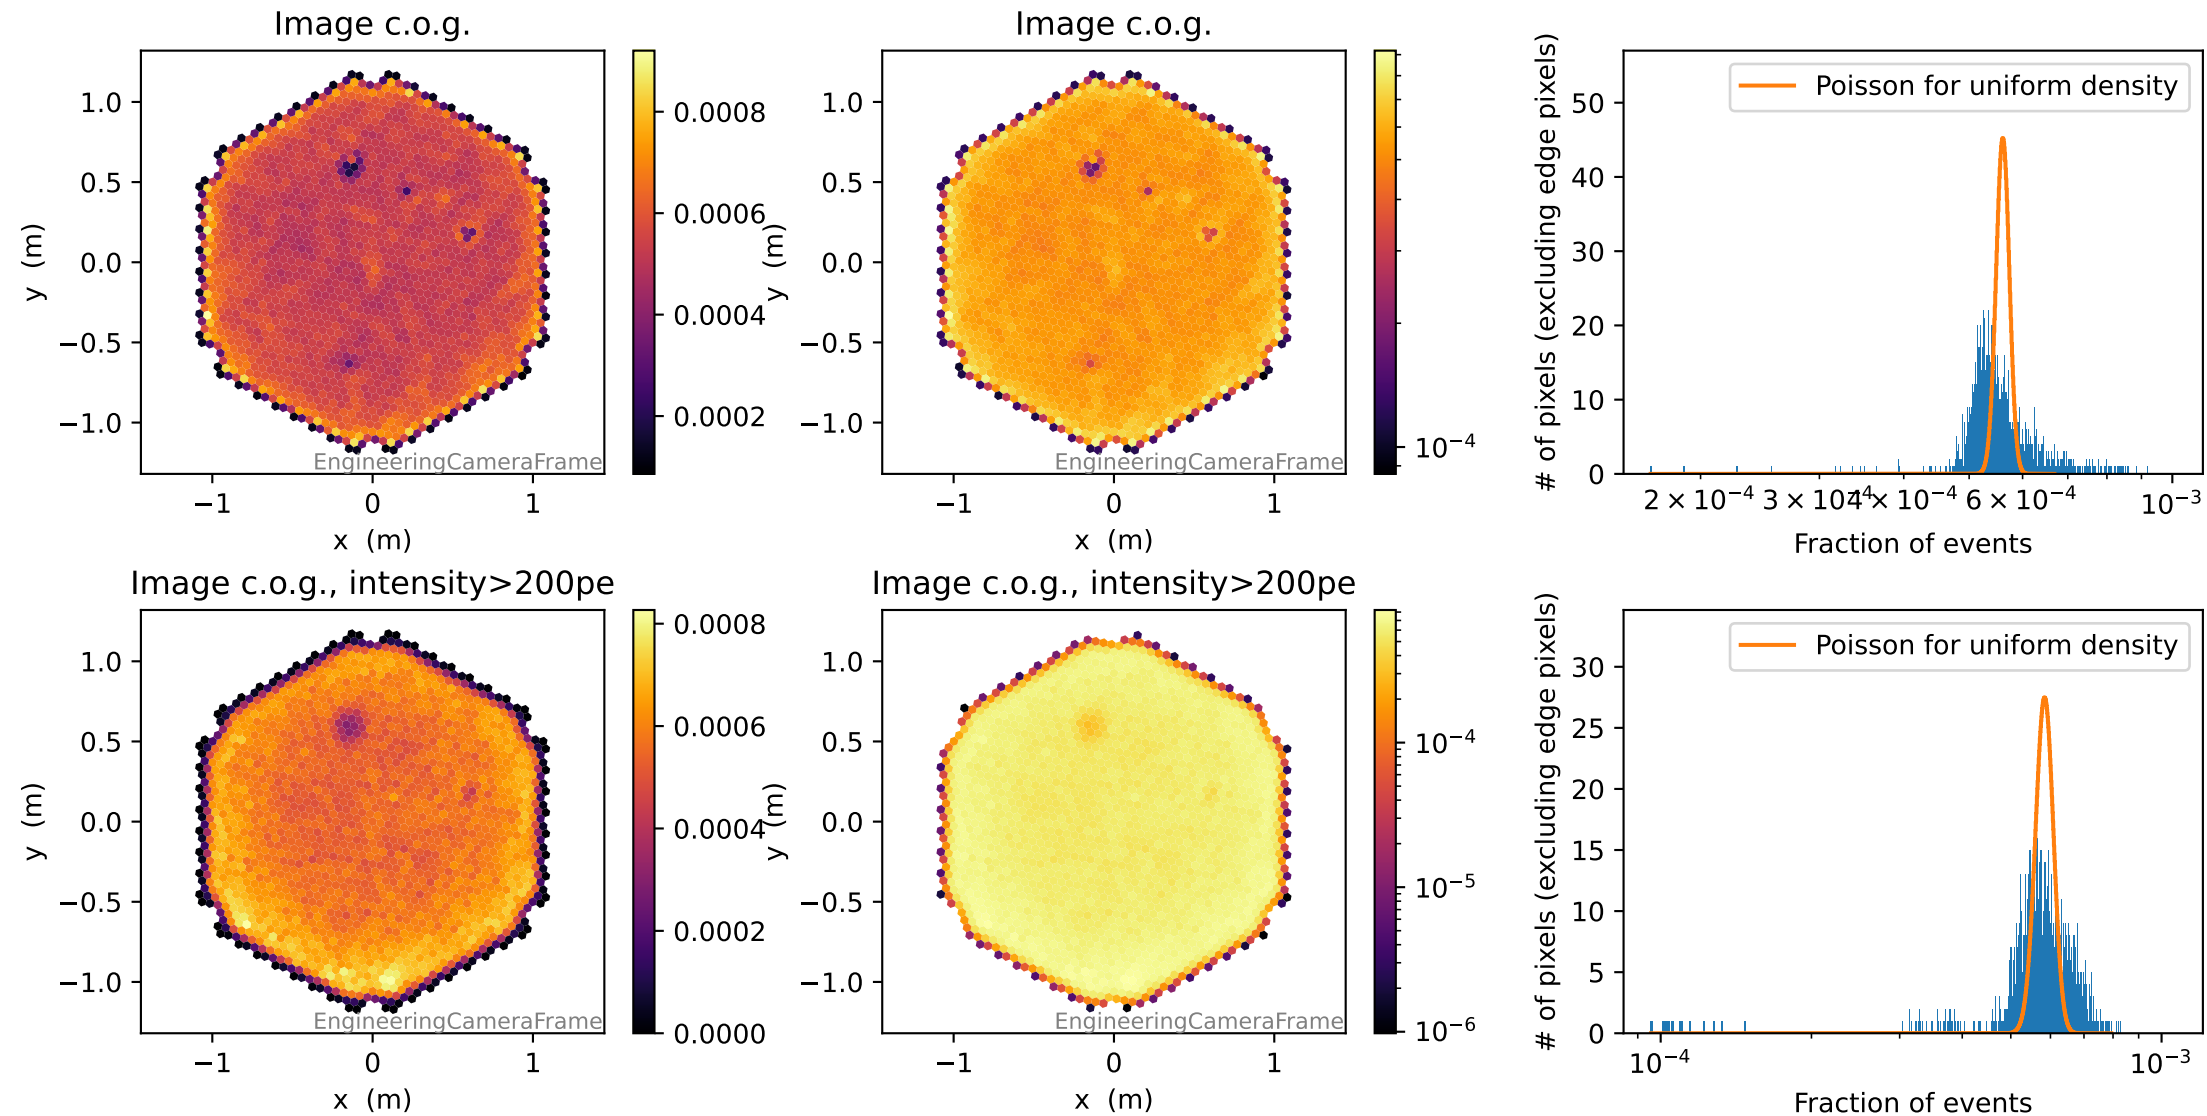 Image c.o.g.
y (m)
1.0
0.5
0.0
−0.5
−1.0
−1
0
1
x (m)
EngineeringCameraFrame
0.0008
0.0006
0.0004
0.0002
Image c.o.g.
y (m)
1.0
0.5
0.0
−0.5
−1.0
−1
0
1
x (m)
EngineeringCameraFrame
10⁻⁴
# of pixels (excluding edge pixels)
50
40
30
20
10
0
Poisson for uniform density
2 × 10⁻⁴
3 × 10⁻⁴
4 × 10⁻⁴
6 × 10⁻⁴
10⁻³
Fraction of events
Image c.o.g., intensity>200pe
y (m)
1.0
0.5
0.0
−0.5
−1.0
−1
0
1
x (m)
EngineeringCameraFrame
0.0008
0.0006
0.0004
0.0002
0.0000
Image c.o.g., intensity>200pe
y (m)
1.0
0.5
0.0
−0.5
−1.0
−1
0
1
x (m)
EngineeringCameraFrame
10⁻⁴
10⁻⁵
10⁻⁶
# of pixels (excluding edge pixels)
30
25
20
15
10
5
0
Poisson for uniform density
10⁻⁴
10⁻³
Fraction of events